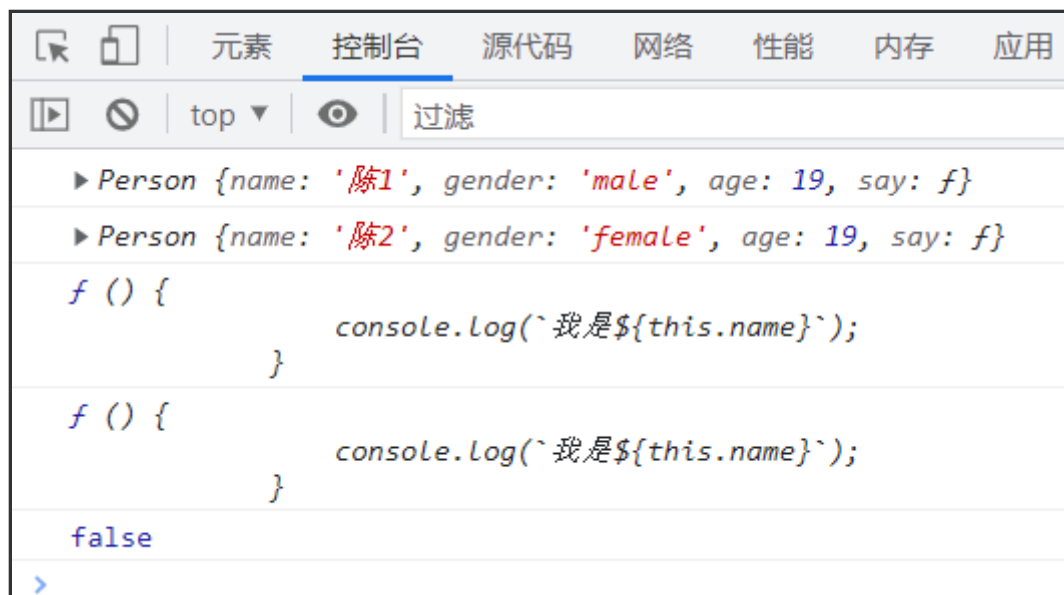 元素 控制台 源代码 网络 性能 内存 应用
top ▼ 过滤
▶ Person {name: '陈1', gender: 'male', age: 19, say: ƒ}
▶ Person {name: '陈2', gender: 'female', age: 19, say: ƒ}
ƒ () {
console.log(`我是${this.name}`);
}
ƒ () {
console.log(`我是${this.name}`);
}
false
>